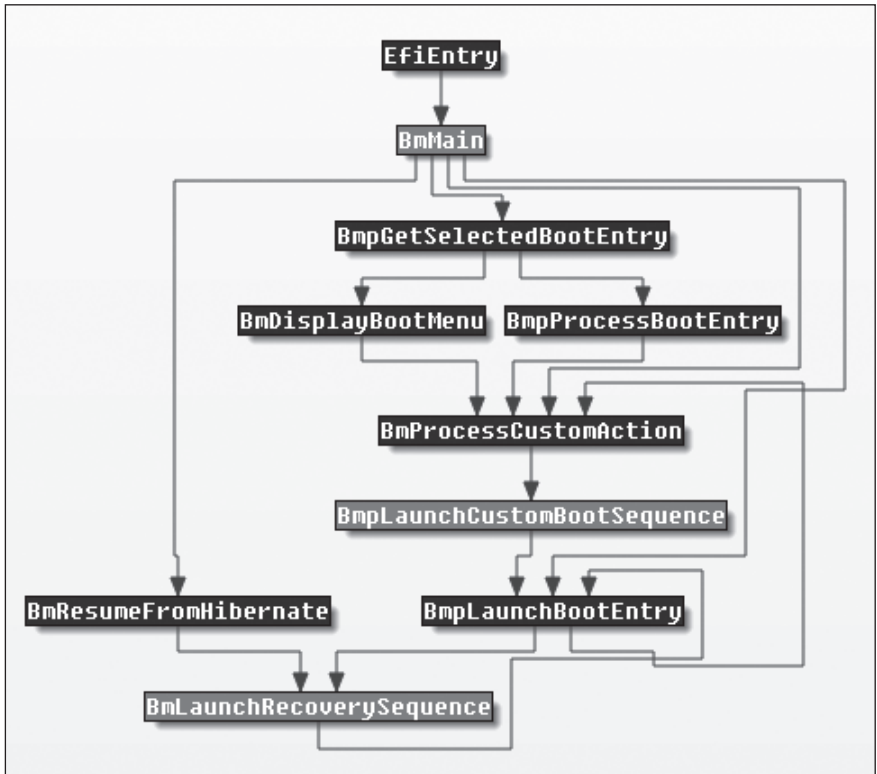 EfiEntry
BmMain
BmpGetSelectedBootEntry
BmDisplayBootMenu
BmpProcessBootEntry
BmProcessCustomAction
BmpLaunchCustomBootSequence
BmResumeFromHibernate
BmpLaunchBootEntry
BmLaunchRecoverySequence